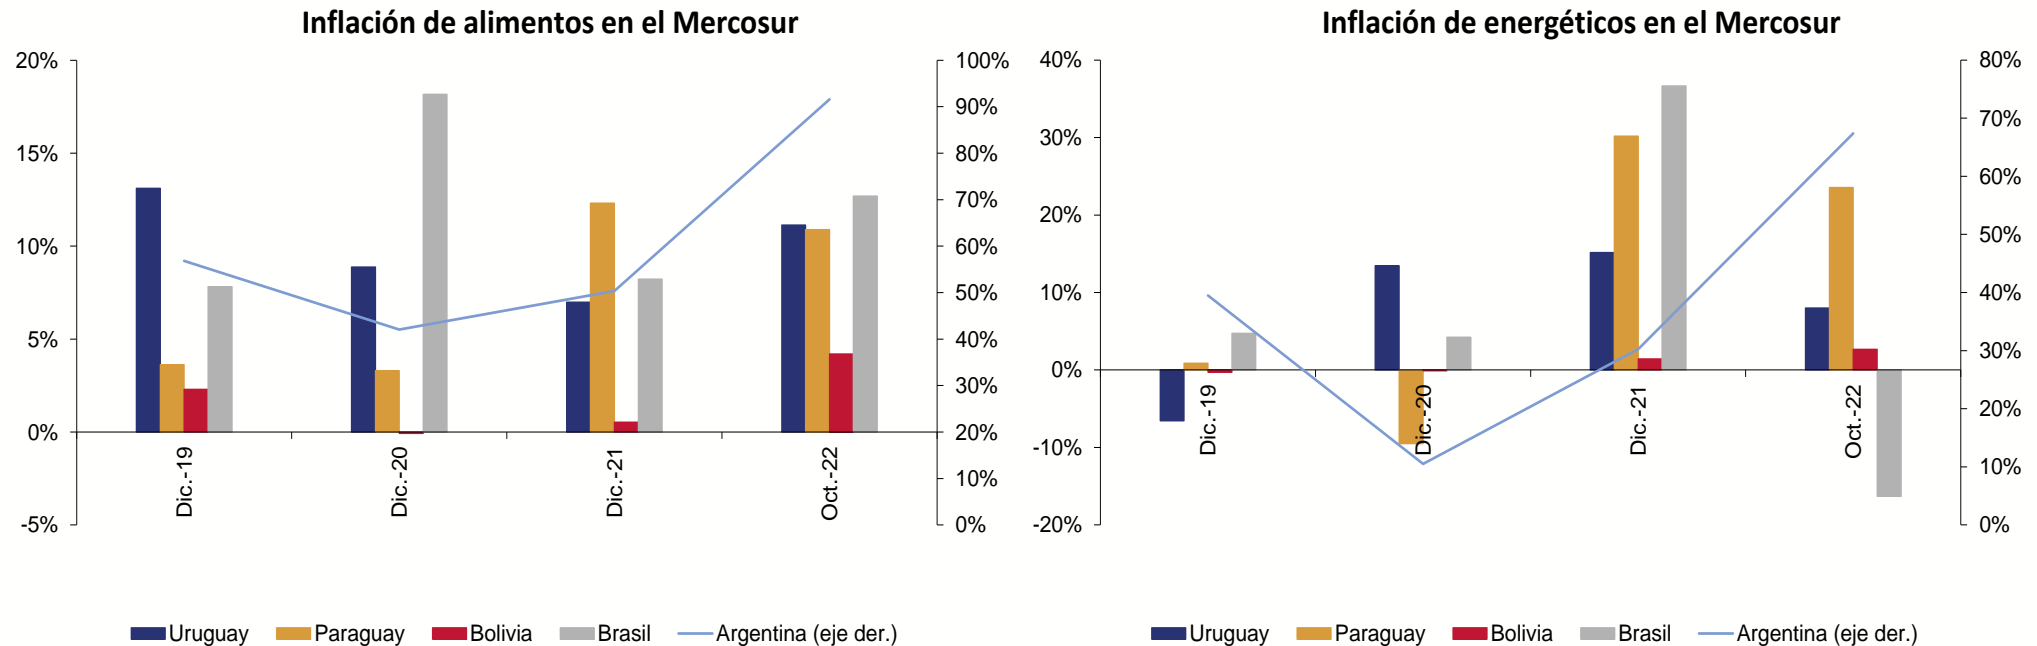 Inflación de alimentos en el Mercosur
20%
15%
10%
5%
0%
-5%
100%
90%
80%
70%
60%
50%
40%
30%
20%
10%
0%
Dic.-19
Dic.-20
Dic.-21
Oct.-22
Uruguay Paraguay Bolivia Brasil Argentina (eje der.)
Inflación de energéticos en el Mercosur
40%
30%
20%
10%
0%
-10%
-20%
80%
70%
60%
50%
40%
30%
20%
10%
0%
Dic.-19
Dic.-20
Dic.-21
Oct.-22
Uruguay Paraguay Bolivia Brasil Argentina (eje der.)